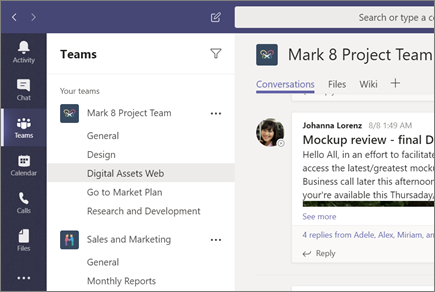 Search or type a co
Activity
Chat
Teams
Calendar
Calls
Files
Teams
Your teams
Mark 8 Project Team
General
Design
Digital Assets Web
Go to Market Plan
Research and Development
Sales and Marketing
General
Monthly Reports
Mark 8 Project Team
Conversations Files Wiki
Johanna Lorenz 8/8 1:49 AM
Mockup review - final D
Hello All, in an effort to facilitate
access the latest/greatest mocku
Business call later this afternoon
your're available this Thursday,
See more
4 replies from Adele, Alex, Miriam, an
Reply